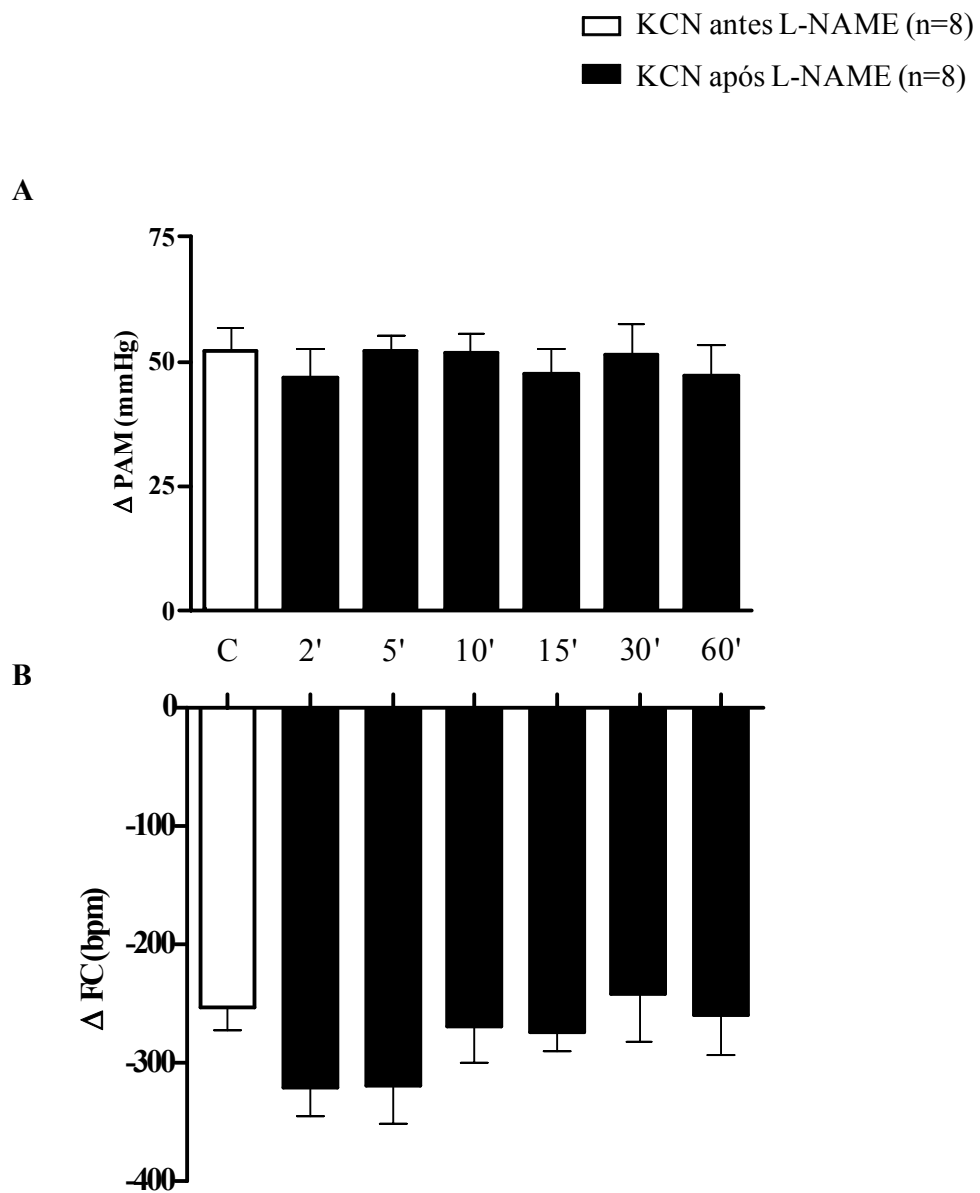 KCN antes L-NAME (n=8)
KCN após L-NAME (n=8)
A
Δ PAM (mmHg)
75
50
25
0
C 2' 5' 10' 15' 30' 60'
B
Δ FC(bpm)
0
-100
-200
-300
-400